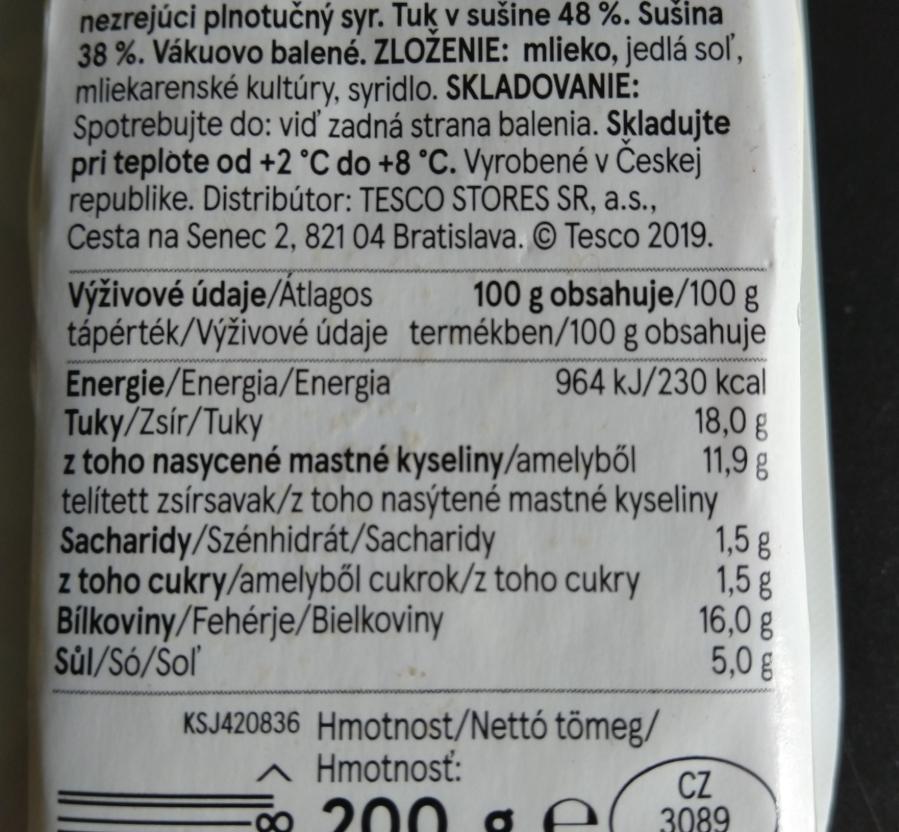 nezrejúci plnotučný syr. Tuk v sušine 48 %. Sušina
38 %. Vákuovo balené. ZLOŽENIE: mlieko, jedlá soľ,
mliekarenské kultúry, syridlo. SKLADOVANIE:
Spotrebujte do: viď zadná strana balenia. Skladujte
pri teplote od +2 °C do +8 °C. Vyrobené v Českej
republike. Distribútor: TESCO STORES SR, a.s.,
Cesta na Senec 2, 821 04 Bratislava. © Tesco 2019.
Výživové údaje/Átlagos 100 g obsahuje/100 g
tápérték/Výživové údaje termékben/100 g obsahuje
Energie/Energia/Energia 964 kJ/230 kcal
Tuky/Zsír/Tuky 18,0 g
z toho nasycené mastné kyseliny/amelyből 11,9 g
telített zsírsavak/z toho nasýtené mastné kyseliny
Sacharidy/Szénhidrát/Sacharidy 1,5 g
z toho cukry/amelyből cukrok/z toho cukry 1,5 g
Bílkoviny/Fehérje/Bielkoviny 16,0 g
Sůl/Só/Soľ 5,0 g
KSJ420836 Hmotnost/Nettó tömeg/
Hmotnosť:
200 g e
CZ
3089